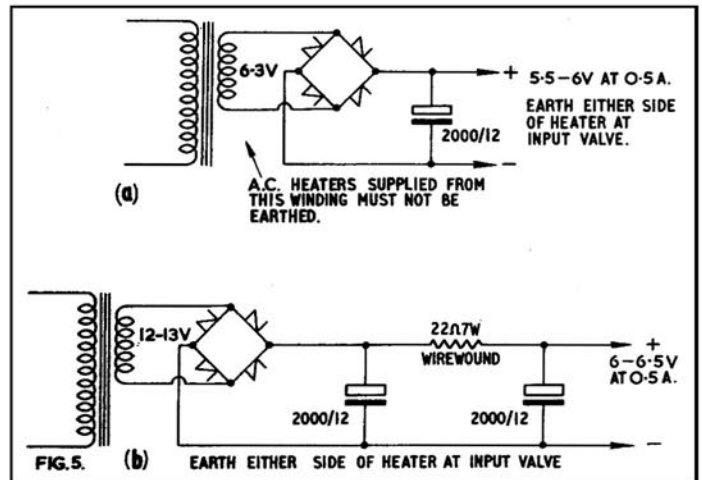 6·3V
+
5.5–6V AT 0·5A.
EARTH EITHER SIDE
OF HEATER AT
INPUT VALVE.
2000/12
–
(a)
A.C. HEATERS SUPPLIED FROM
THIS WINDING MUST NOT BE
EARTHED.
12–13V
22Ω7W
WIREWOUND
+
6–6·5V
AT 0·5A.
2000/12
2000/12
–
FIG.5.
(b)
EARTH EITHER SIDE OF HEATER AT INPUT VALVE